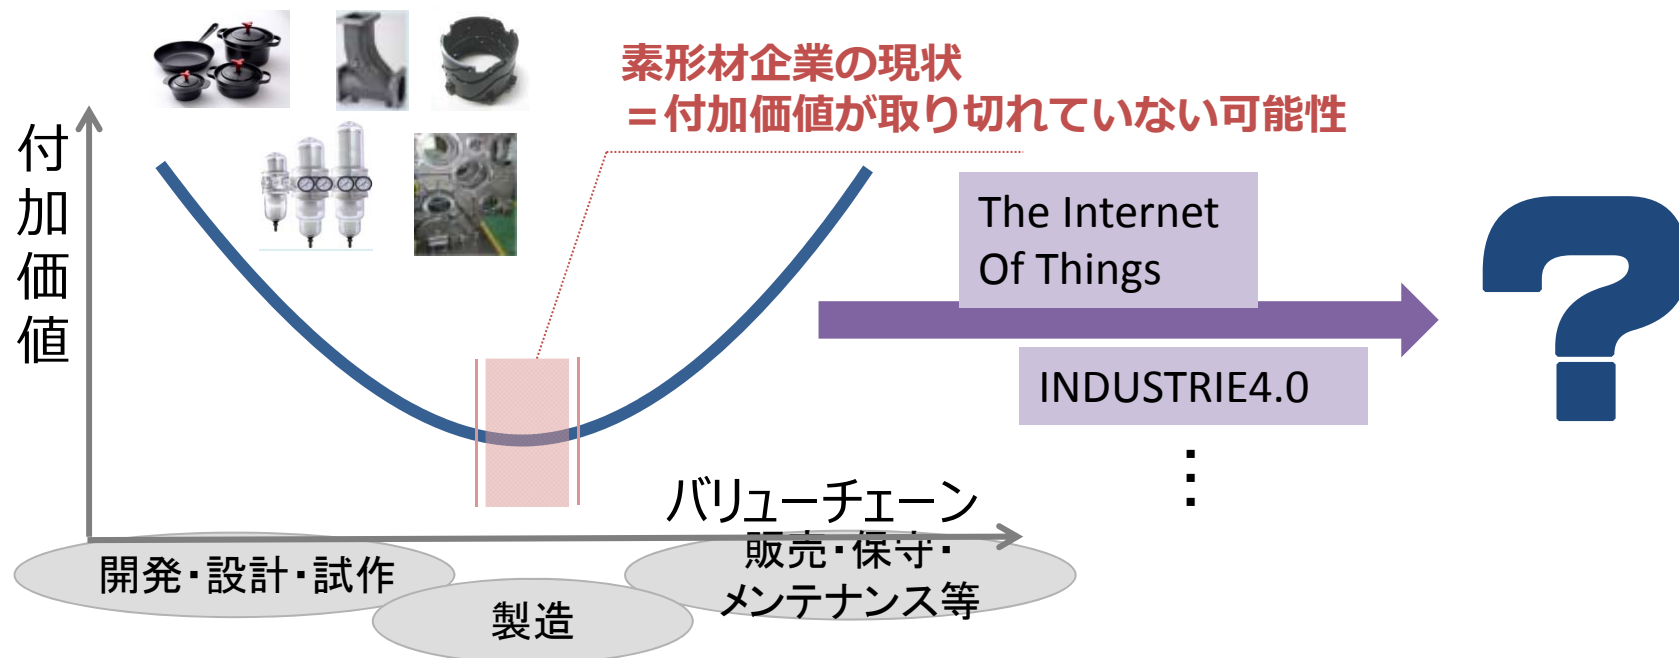 素形材企業の現状
＝付加価値が取り切れていない可能性
付加価値
The Internet
Of Things
INDUSTRIE4.0
⋮
バリューチェーン
開発・設計・試作
製造
販売・保守・
メンテナンス等
?